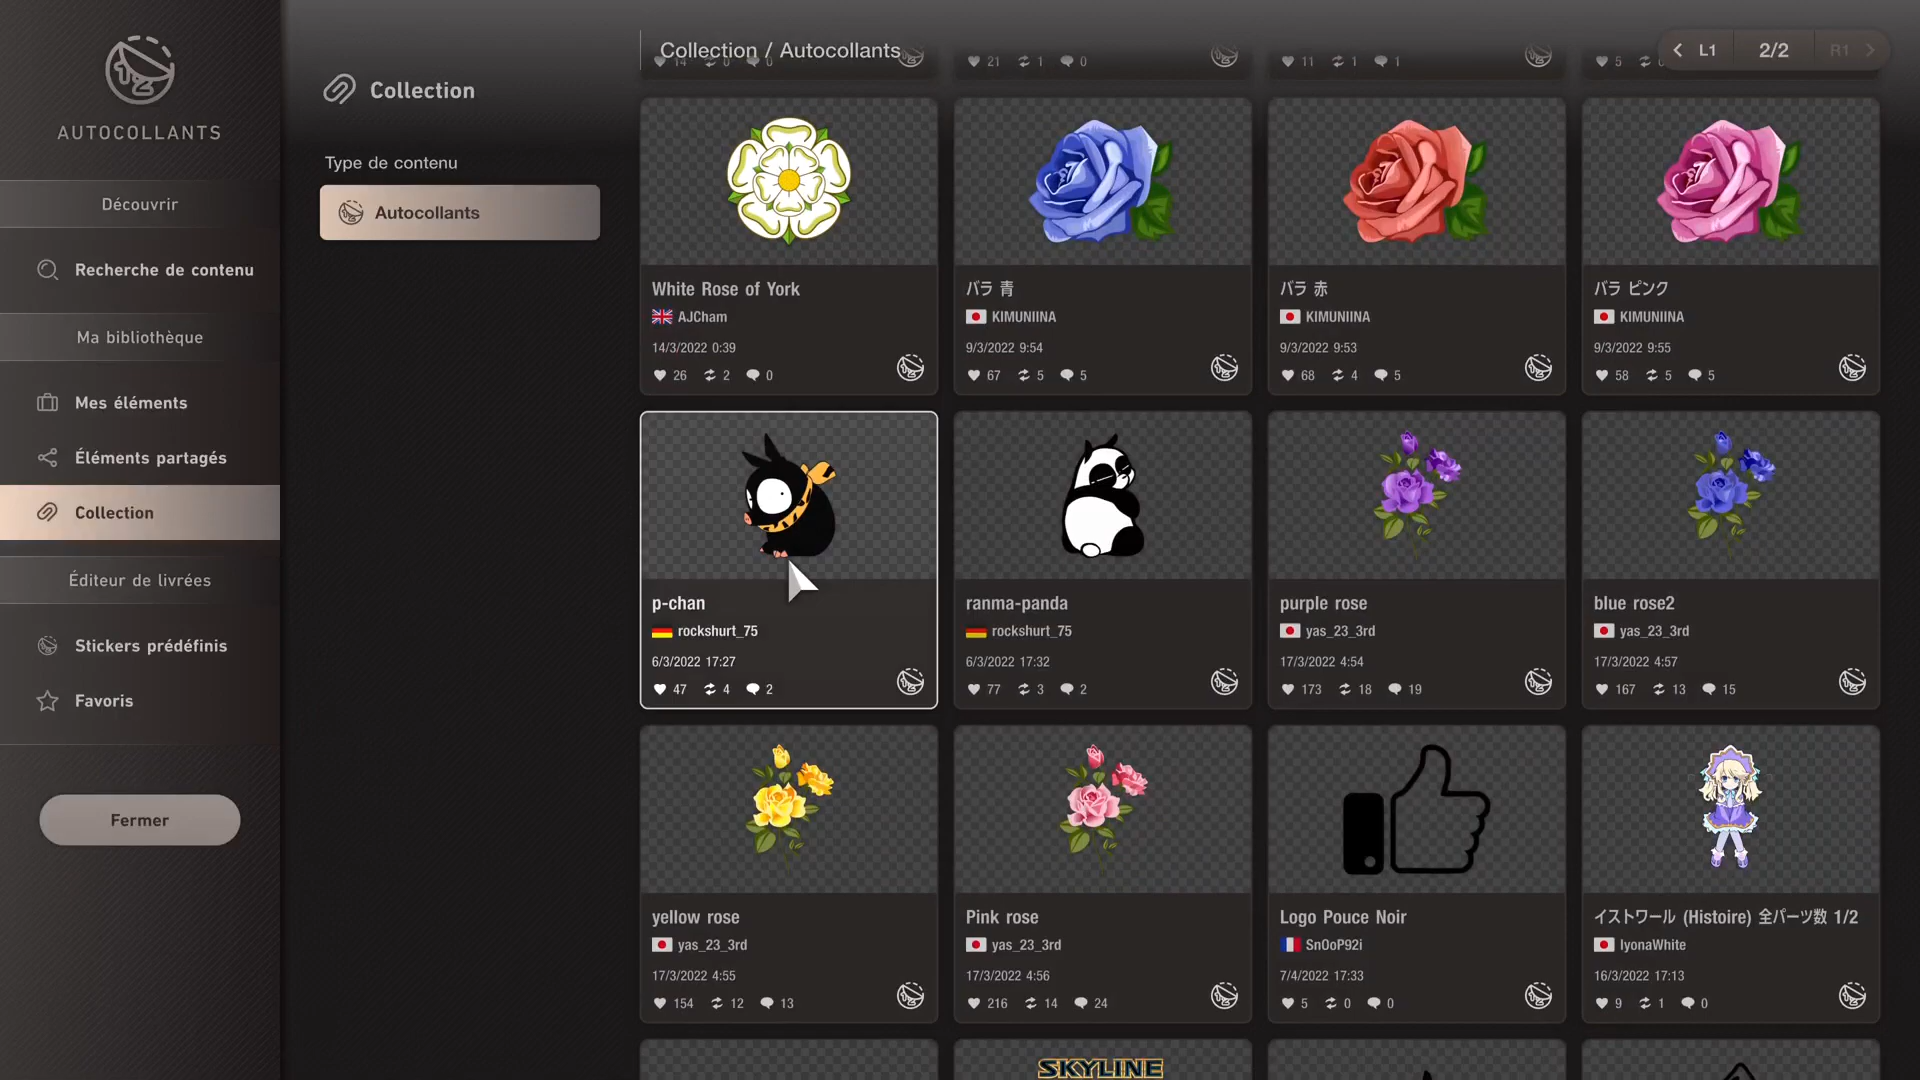 AUTOCOLLANTS
Découvrir
Recherche de contenu
Ma bibliothèque
Mes éléments
Éléments partagés
Collection
Éditeur de livrées
Stickers prédéfinis
Favoris
Fermer
Collection
Type de contenu
Autocollants
Collection / Autocollants
L1 2/2 R1
14 0 0
21 1 0
11 1 1
5
White Rose of York
AJCham
14/3/2022 0:39
26 2 0
バラ 青
KIMUNIINA
9/3/2022 9:54
67 5 5
バラ 赤
KIMUNIINA
9/3/2022 9:53
68 4 5
バラ ピンク
KIMUNIINA
9/3/2022 9:55
58 5 5
p-chan
rockshurt_75
6/3/2022 17:27
47 4 2
ranma-panda
rockshurt_75
6/3/2022 17:32
77 3 2
purple rose
yas_23_3rd
17/3/2022 4:54
173 18 19
blue rose2
yas_23_3rd
17/3/2022 4:57
167 13 15
yellow rose
yas_23_3rd
17/3/2022 4:55
154 12 13
Pink rose
yas_23_3rd
17/3/2022 4:56
216 14 24
Logo Pouce Noir
Sn0oP92i
7/4/2022 17:33
5 0 0
イストワール (Histoire) 全パーツ数 1/2
IyonaWhite
16/3/2022 17:13
9 1 0
SKYLINE